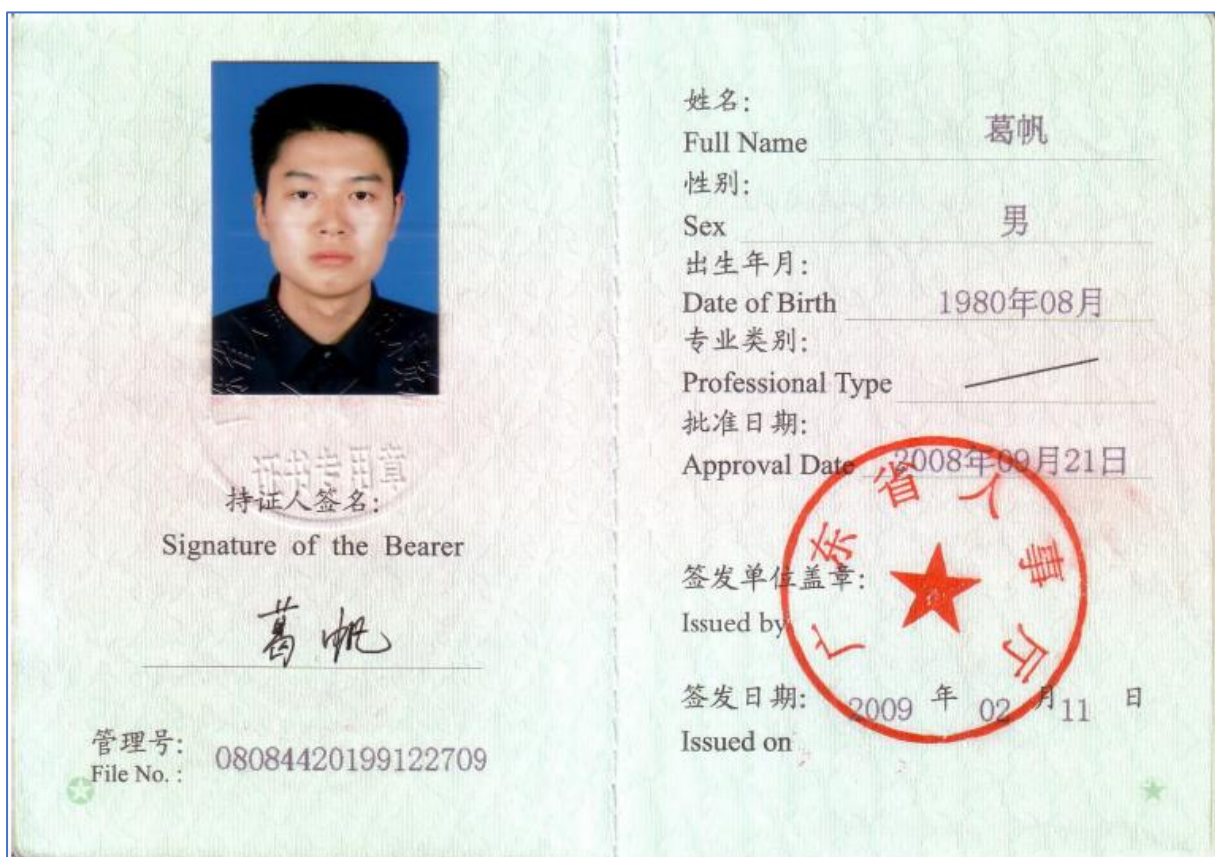 证书专用章
持证人签名:
Signature of the Bearer
葛帆
管理号:
File No. :
08084420199122709
姓名:
Full Name 葛帆
性别:
Sex 男
出生年月:
Date of Birth 1980年08月
专业类别:
Professional Type
批准日期:
Approval Date 2008年09月21日
广东省人事厅
签发单位盖章:
Issued by
签发日期: 2009 年 02 月 11 日
Issued on